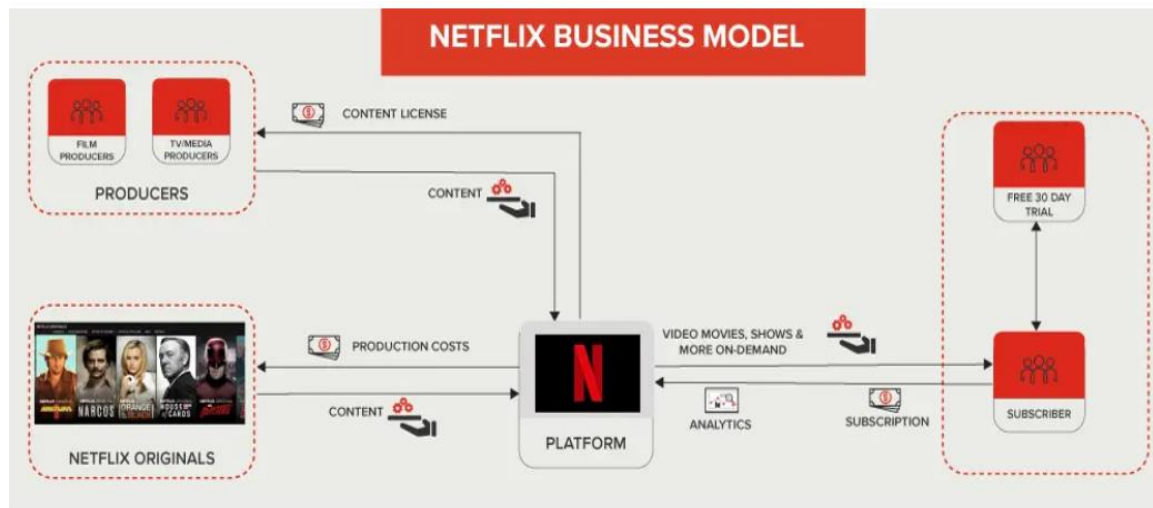 NETFLIX BUSINESS MODEL
FILM
PRODUCERS
TV/MEDIA
PRODUCERS
PRODUCERS
CONTENT LICENSE
CONTENT
FREE 30 DAY
TRIAL
NARCOS
ORANGE
HOUSE
CARDS
NETFLIX ORIGINALS
PRODUCTION COSTS
CONTENT
N
PLATFORM
VIDEO MOVIES, SHOWS &
MORE ON-DEMAND
ANALYTICS
SUBSCRIPTION
SUBSCRIBER